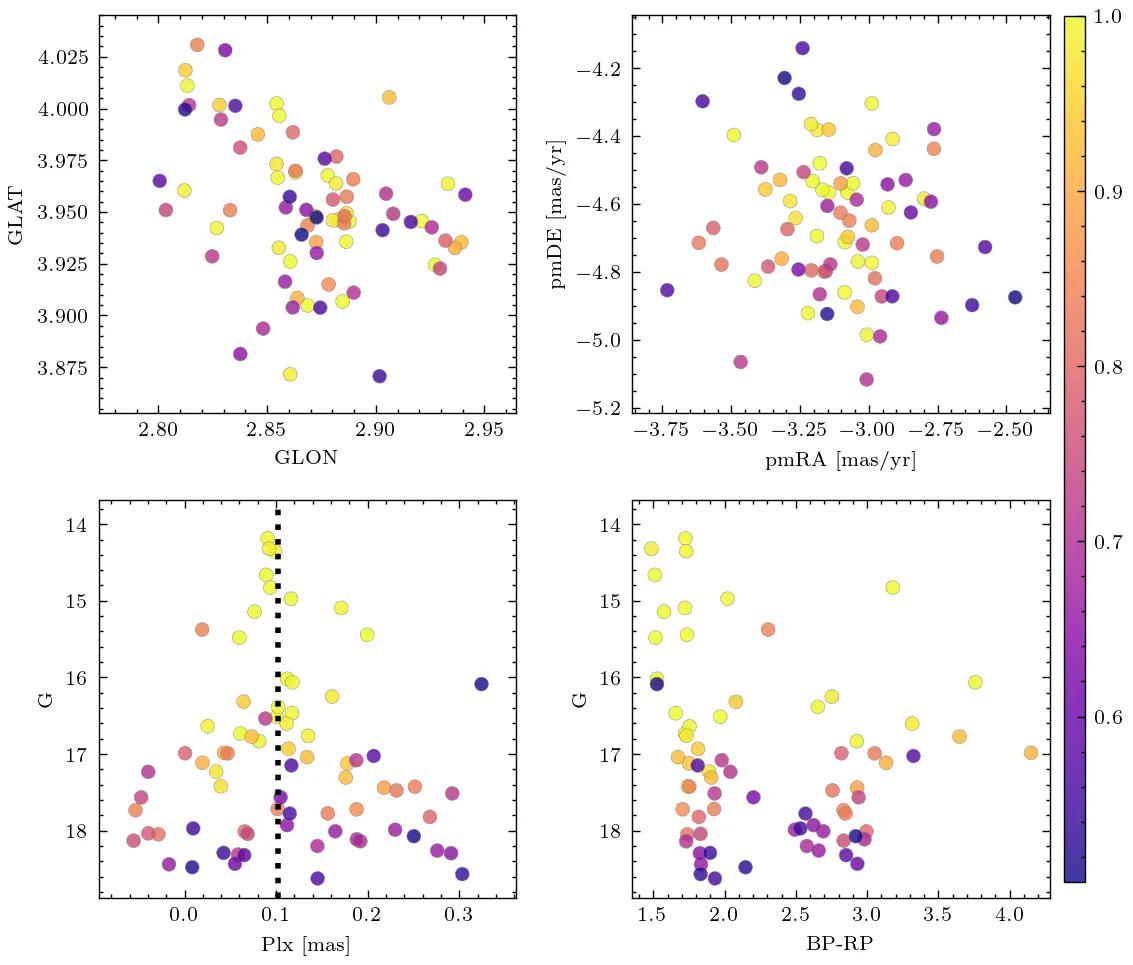 4.025
4.000
3.975
3.950
3.925
3.900
3.875
GLAT
2.80 2.85 2.90 2.95
GLON
−4.2
−4.4
−4.6
−4.8
−5.0
−5.2
pmDE [mas/yr]
−3.75 −3.50 −3.25 −3.00 −2.75 −2.50
pmRA [mas/yr]
1.0
0.9
0.8
0.7
0.6
14
15
16
17
18
G
0.0 0.1 0.2 0.3
Plx [mas]
14
15
16
17
18
G
1.5 2.0 2.5 3.0 3.5 4.0
BP-RP